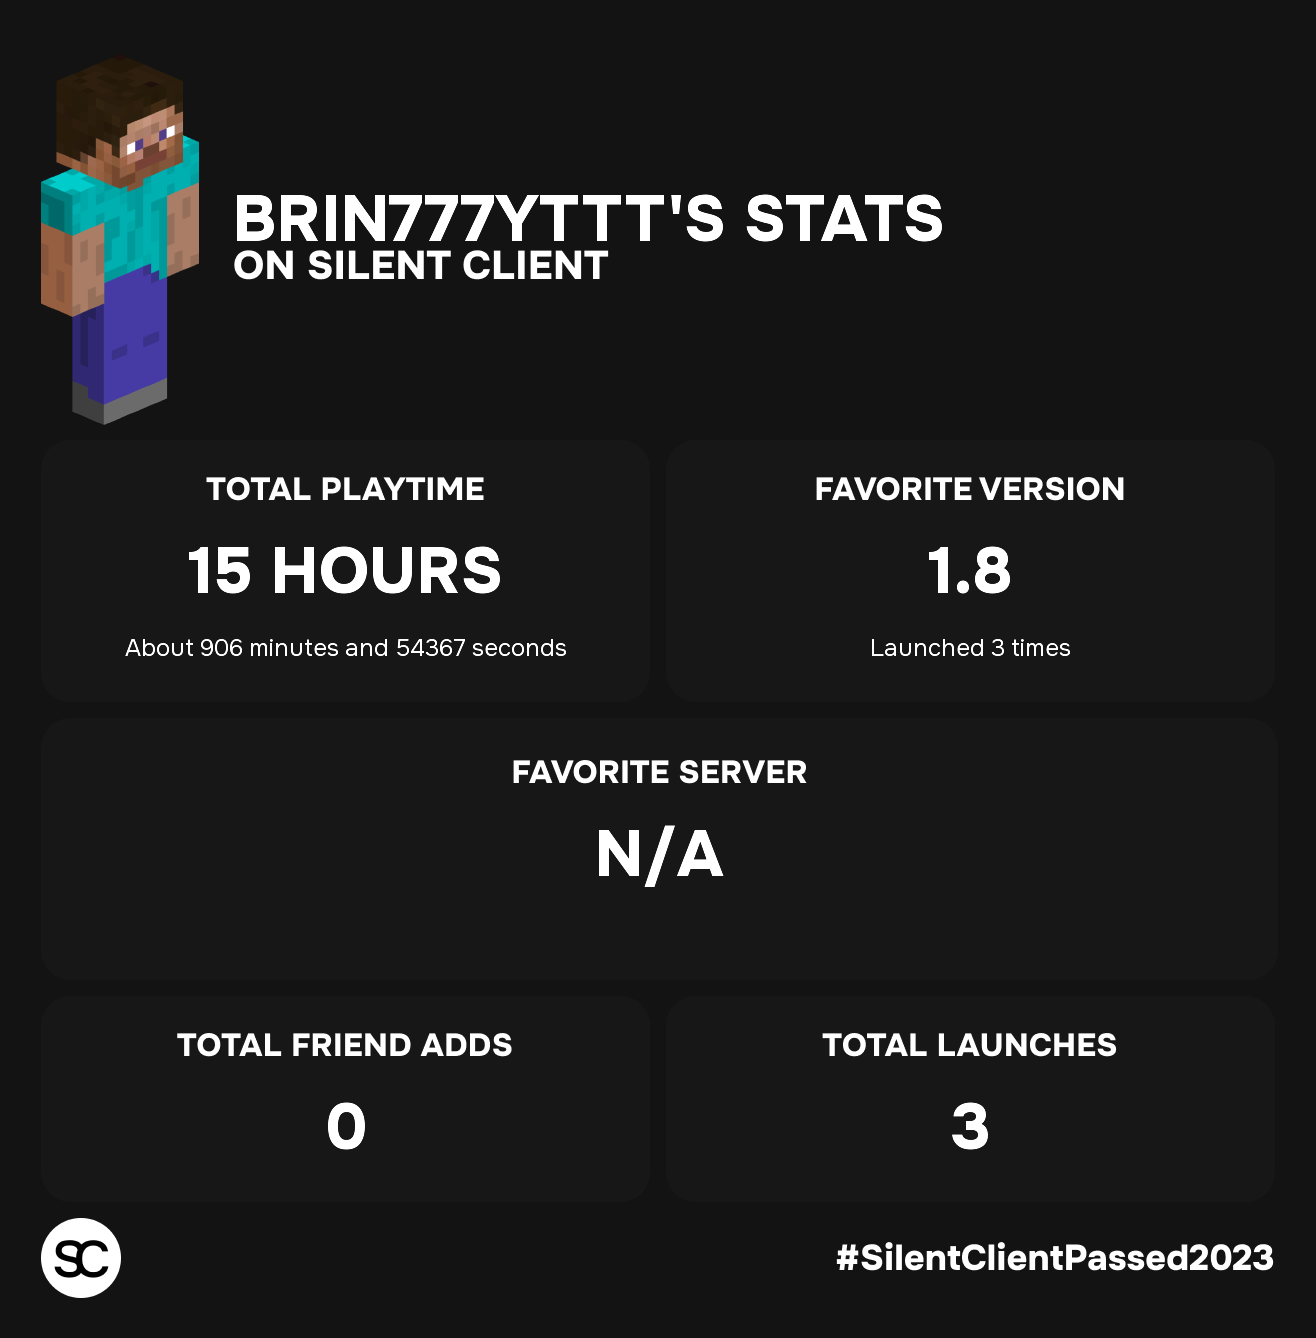 BRIN777YTTT'S STATS
ON SILENT CLIENT
TOTAL PLAYTIME
15 HOURS
About 906 minutes and 54367 seconds
FAVORITE VERSION
1.8
Launched 3 times
FAVORITE SERVER
N/A
TOTAL FRIEND ADDS
0
TOTAL LAUNCHES
3
SC
#SilentClientPassed2023